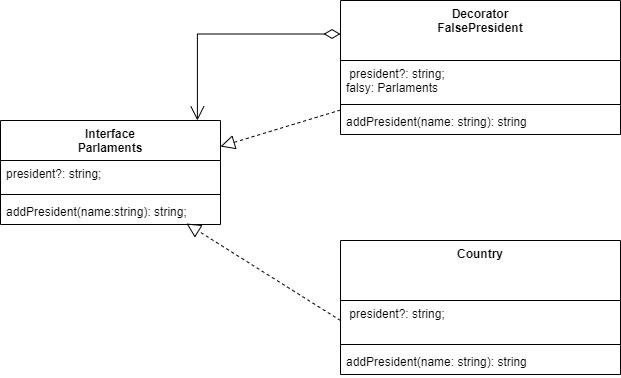 Decorator
FalsePresident
president?: string;
falsy: Parlaments
addPresident(name: string): string
Interface
Parlaments
president?: string;
addPresident(name:string): string;
Country
president?: string;
addPresident(name: string): string